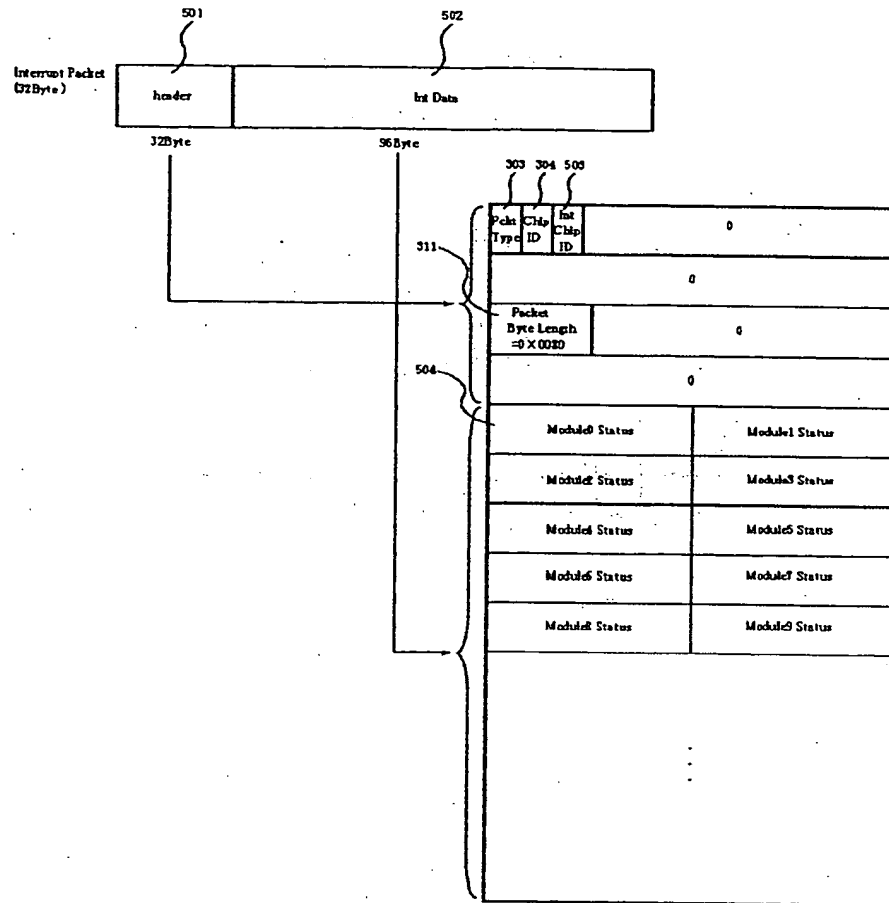 501
502
Interrupt Packet
(32Byte)
header
Int Data
32Byte
96Byte
303
304
503
Pckt
Type
Chip
ID
Int
Chip
ID
0
311
0
Packet
Byte Length
=0X0080
0
504
0
Module0 Status
Module1 Status
Module2 Status
Module3 Status
Module4 Status
Module5 Status
Module6 Status
Module7 Status
Module8 Status
Module9 Status